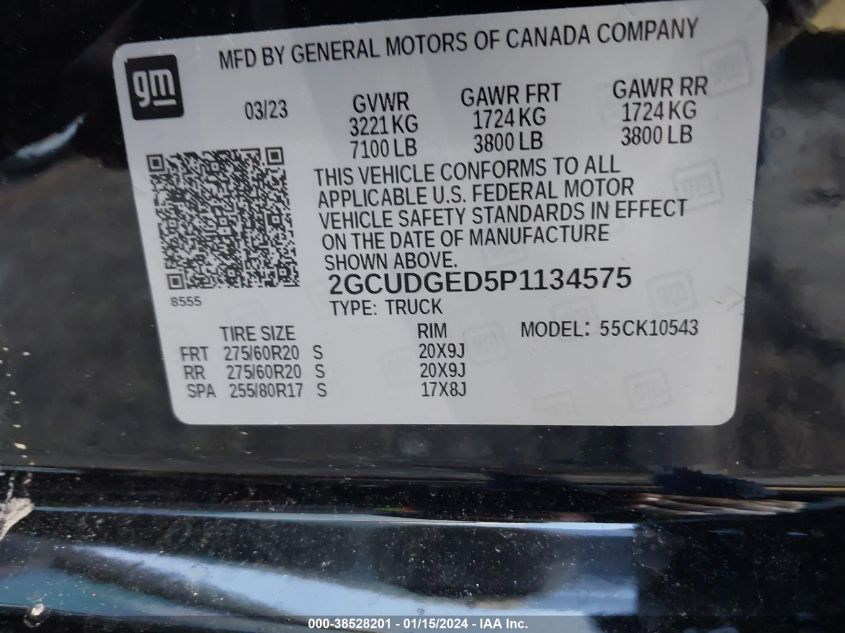 MFD BY GENERAL MOTORS OF CANADA COMPANY
gm
03/23 GVWR GAWR FRT GAWR RR
3221 KG 1724 KG 1724 KG
7100 LB 3800 LB 3800 LB
THIS VEHICLE CONFORMS TO ALL
APPLICABLE U.S. FEDERAL MOTOR
VEHICLE SAFETY STANDARDS IN EFFECT
ON THE DATE OF MANUFACTURE
SHOWN ABOVE.
2GCUDGED5P1134575
8555
TYPE: TRUCK
TIRE SIZE RIM MODEL: 55CK10543
FRT 275/60R20 S 20X9J
RR 275/60R20 S 20X9J
SPA 255/80R17 S 17X8J
000-38528201 - 01/15/2024 - IAA Inc.